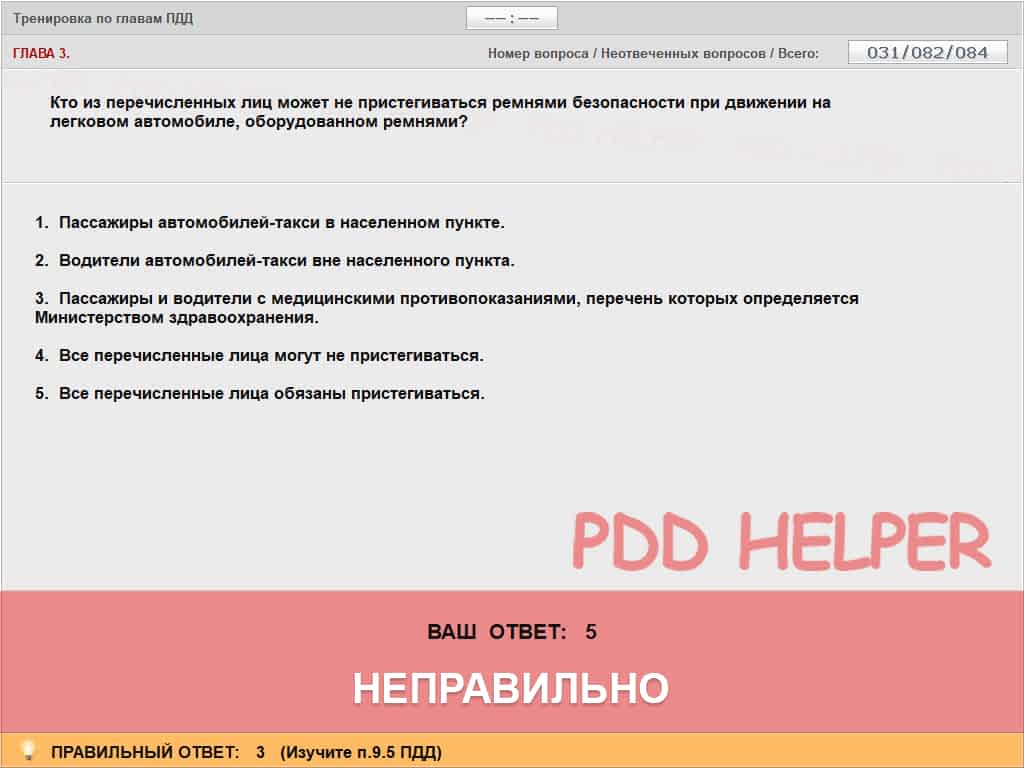 Тренировка по главам ПДД
–– : ––
ГЛАВА 3.
Номер вопроса / Неотвеченных вопросов / Всего:
031/082/084
Кто из перечисленных лиц может не пристегиваться ремнями безопасности при движении на
легковом автомобиле, оборудованном ремнями?
1. Пассажиры автомобилей-такси в населенном пункте.
2. Водители автомобилей-такси вне населенного пункта.
3. Пассажиры и водители с медицинскими противопоказаниями, перечень которых определяется
Министерством здравоохранения.
4. Все перечисленные лица могут не пристегиваться.
5. Все перечисленные лица обязаны пристегиваться.
PDD HELPER
ВАШ ОТВЕТ: 5
НЕПРАВИЛЬНО
ПРАВИЛЬНЫЙ ОТВЕТ: 3 (Изучите п.9.5 ПДД)